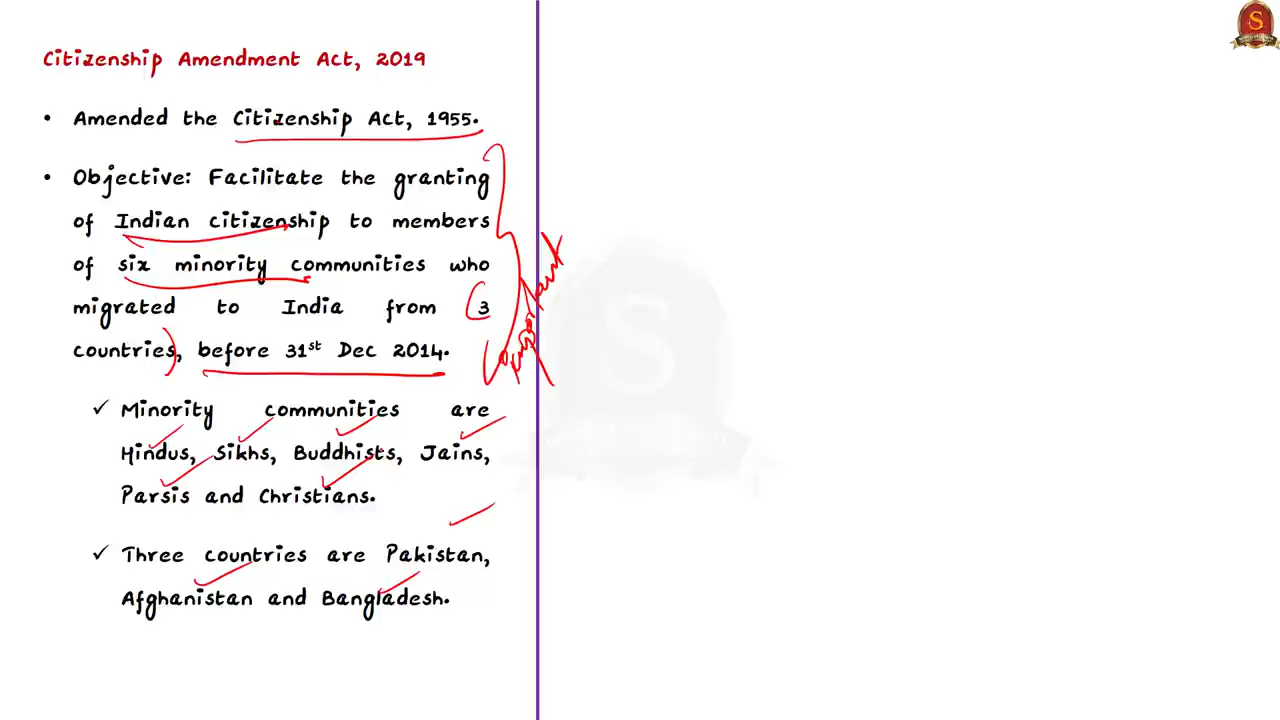 Citizenship Amendment Act, 2019
• Amended the Citizenship Act, 1955.
• Objective: Facilitate the granting
of Indian citizenship to members
of six minority communities who
migrated to India from 3
countries, before 31st Dec 2014.
Important
✓ Minority communities are
Hindus, Sikhs, Buddhists, Jains,
Parsis and Christians.
✓ Three countries are Pakistan,
Afghanistan and Bangladesh.
S